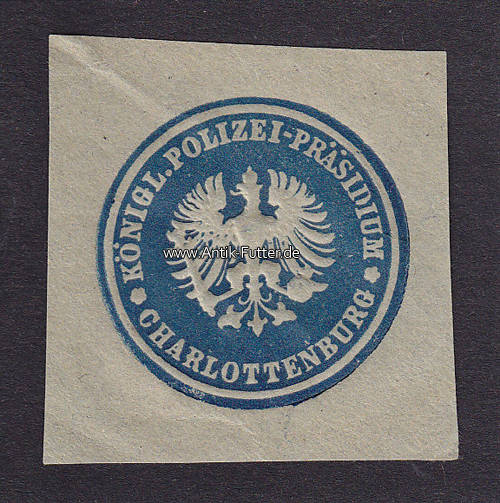 KÖNIGL. POLIZEI-PRÄSIDIUM
www.Antik-Futter.de
CHARLOTTENBURG